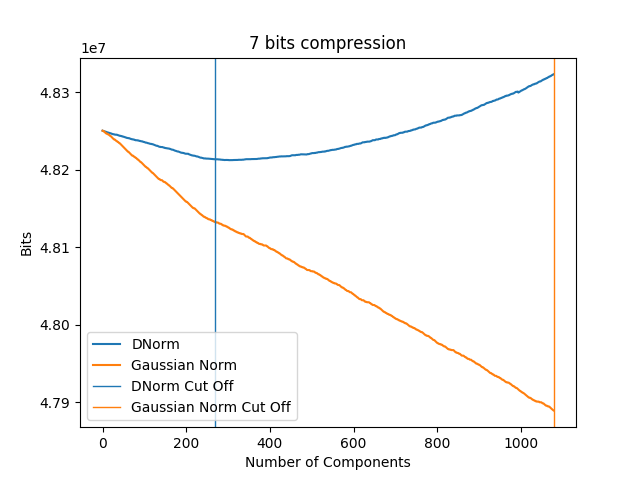 7 bits compression
1e7
4.83
4.82
4.81
4.80
4.79
Bits
DNorm
Gaussian Norm
DNorm Cut Off
Gaussian Norm Cut Off
0 200 400 600 800 1000
Number of Components